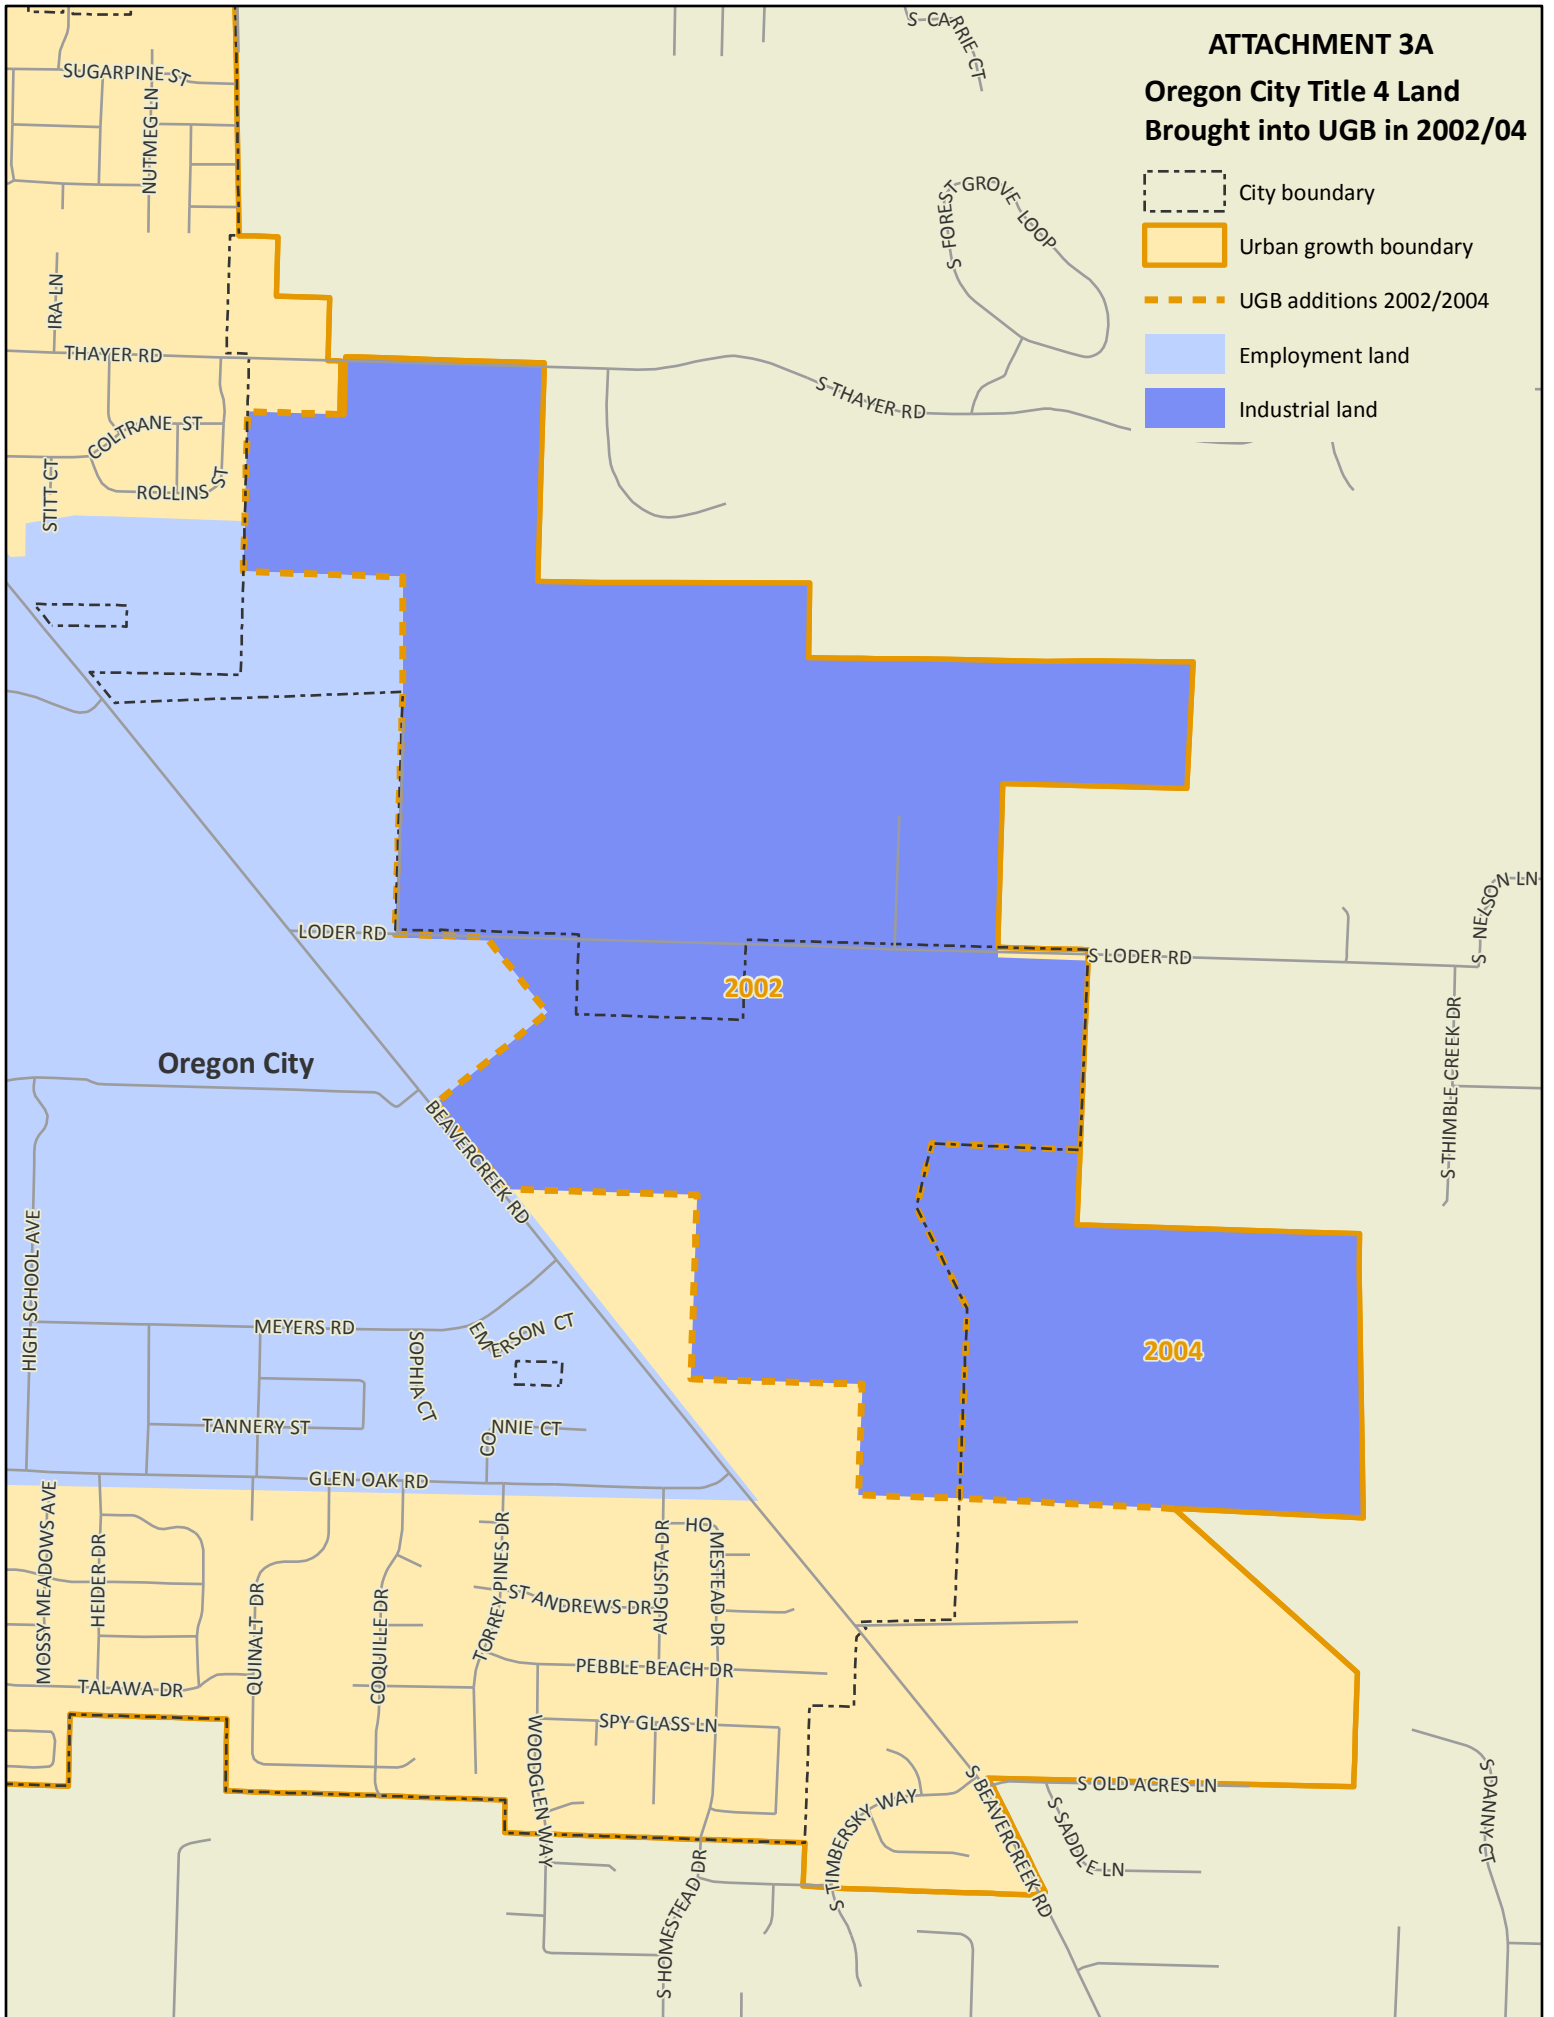 ATTACHMENT 3A
Oregon City Title 4 Land
Brought into UGB in 2002/04
City boundary
Urban growth boundary
UGB additions 2002/2004
Employment land
Industrial land
S CARRIE CT
SUGARPINE ST
NUTMEG LN
S FOREST GROVE LOOP
IRA LN
THAYER RD
S THAYER RD
COLTRANE ST
STITT CT
ROLLINS ST
S NELSON LN
LODER RD
S LODER RD
2002
S THIMBLE CREEK DR
Oregon City
BEAVERCREEK RD
HIGH SCHOOL AVE
MEYERS RD
SOPHIA CT
EMERSON CT
2004
TANNERY ST
CONNIE CT
GLEN OAK RD
MOSSY MEADOWS AVE
HEIDER DR
QUINALT DR
COQUILLE DR
TORREY PINES DR
ST ANDREWS DR
AUGUSTA DR
HOMESTEAD DR
PEBBLE BEACH DR
TALAWA DR
WOODGLEN WAY
SPY GLASS LN
S TIMBERSKY WAY
S BEAVERCREEK RD
S OLD ACRES LN
S SADDLE LN
S DANNY CT
S HOMESTEAD DR